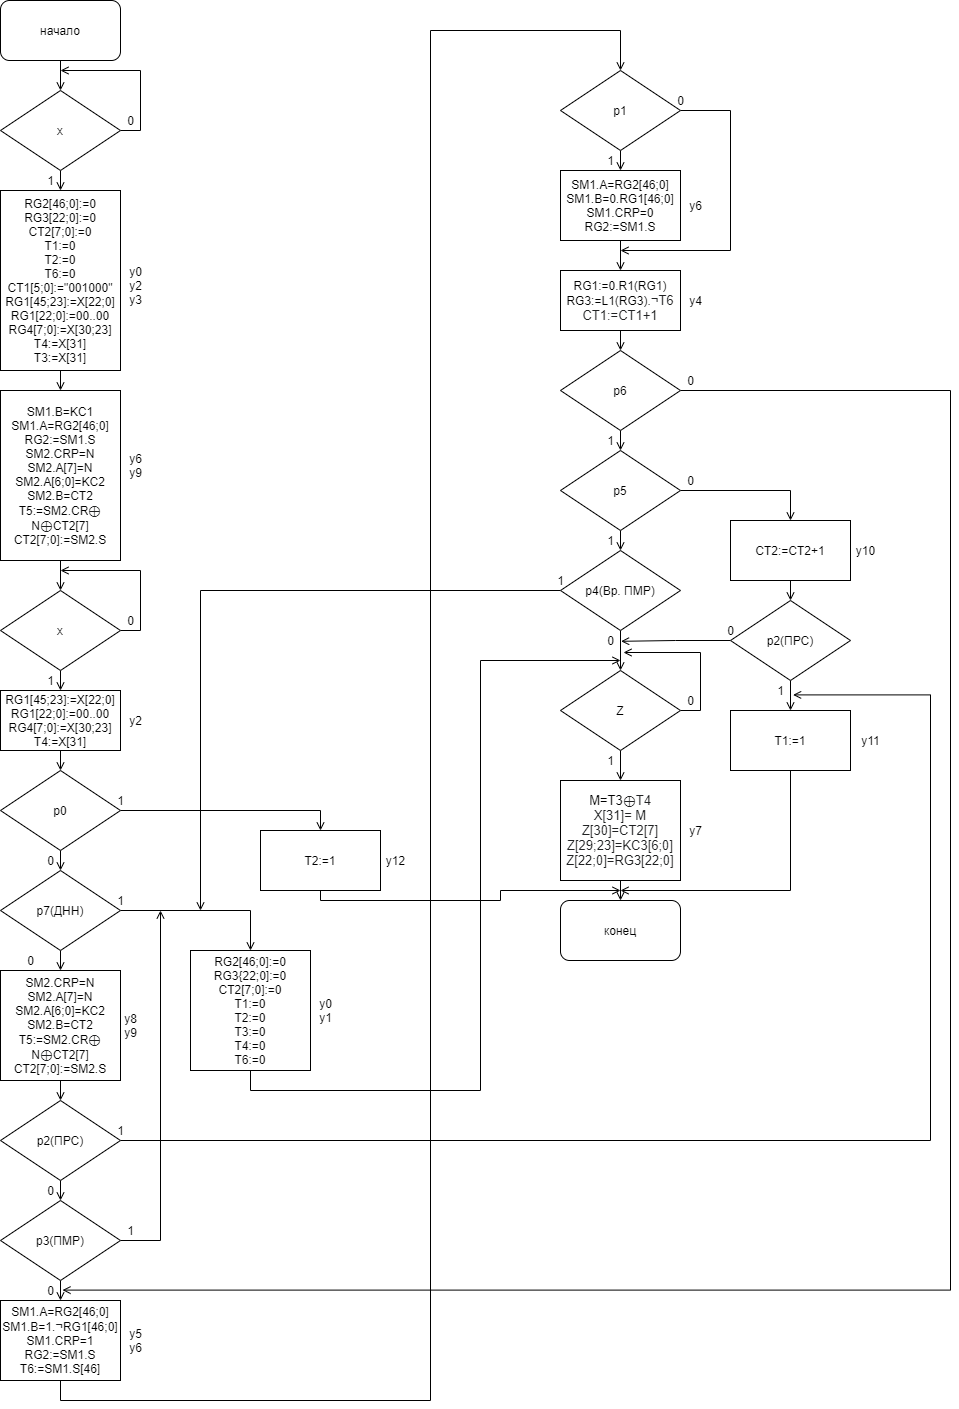 начало
x
0
1
RG2[46;0]:=0
RG3[22;0]:=0
CT2[7;0]:=0
T1:=0
T2:=0
T6:=0
CT1[5;0]:="001000"
RG1[45;23]:=X[22;0]
RG1[22;0]:=00..00
RG4[7;0]:=X[30;23]
T4:=X[31]
T3:=X[31]
y0
y2
y3
SM1.B=KC1
SM1.A=RG2[46;0]
RG2:=SM1.S
SM2.CRP=N
SM2.A[7]=N
SM2.A[6;0]=KC2
SM2.B=CT2
T5:=SM2.CR⊕
N⊕CT2[7]
CT2[7;0]:=SM2.S
y6
y9
x
0
1
RG1[45;23]:=X[22;0]
RG1[22;0]:=00..00
RG4[7;0]:=X[30;23]
T4:=X[31]
y2
p0
1
0
T2:=1
y12
p7(ДНН)
1
0
SM2.CRP=N
SM2.A[7]=N
SM2.A[6;0]=KC2
SM2.B=CT2
T5:=SM2.CR⊕
N⊕CT2[7]
CT2[7;0]:=SM2.S
y8
y9
RG2[46;0]:=0
RG3{22;0]:=0
CT2[7;0]:=0
T1:=0
T2:=0
T3:=0
T4:=0
T6:=0
y0
y1
p2(ПРС)
1
0
p3(ПМР)
1
0
SM1.A=RG2[46;0]
SM1.B=1.¬RG1[46;0]
SM1.CRP=1
RG2:=SM1.S
T6:=SM1.S[46]
y5
y6
p1
0
1
SM1.A=RG2[46;0]
SM1.B=0.RG1[46;0]
SM1.CRP=0
RG2:=SM1.S
y6
RG1:=0.R1(RG1)
RG3:=L1(RG3).¬T6
CT1:=CT1+1
y4
p6
0
1
p5
0
1
CT2:=CT2+1
y10
p4(Вр. ПМР)
1
0
p2(ПРС)
0
1
Z
0
1
T1:=1
y11
M=T3⊕T4
X[31]= M
Z[30]=CT2[7]
Z[29;23]=KC3[6;0]
Z[22;0]=RG3[22;0]
y7
конец